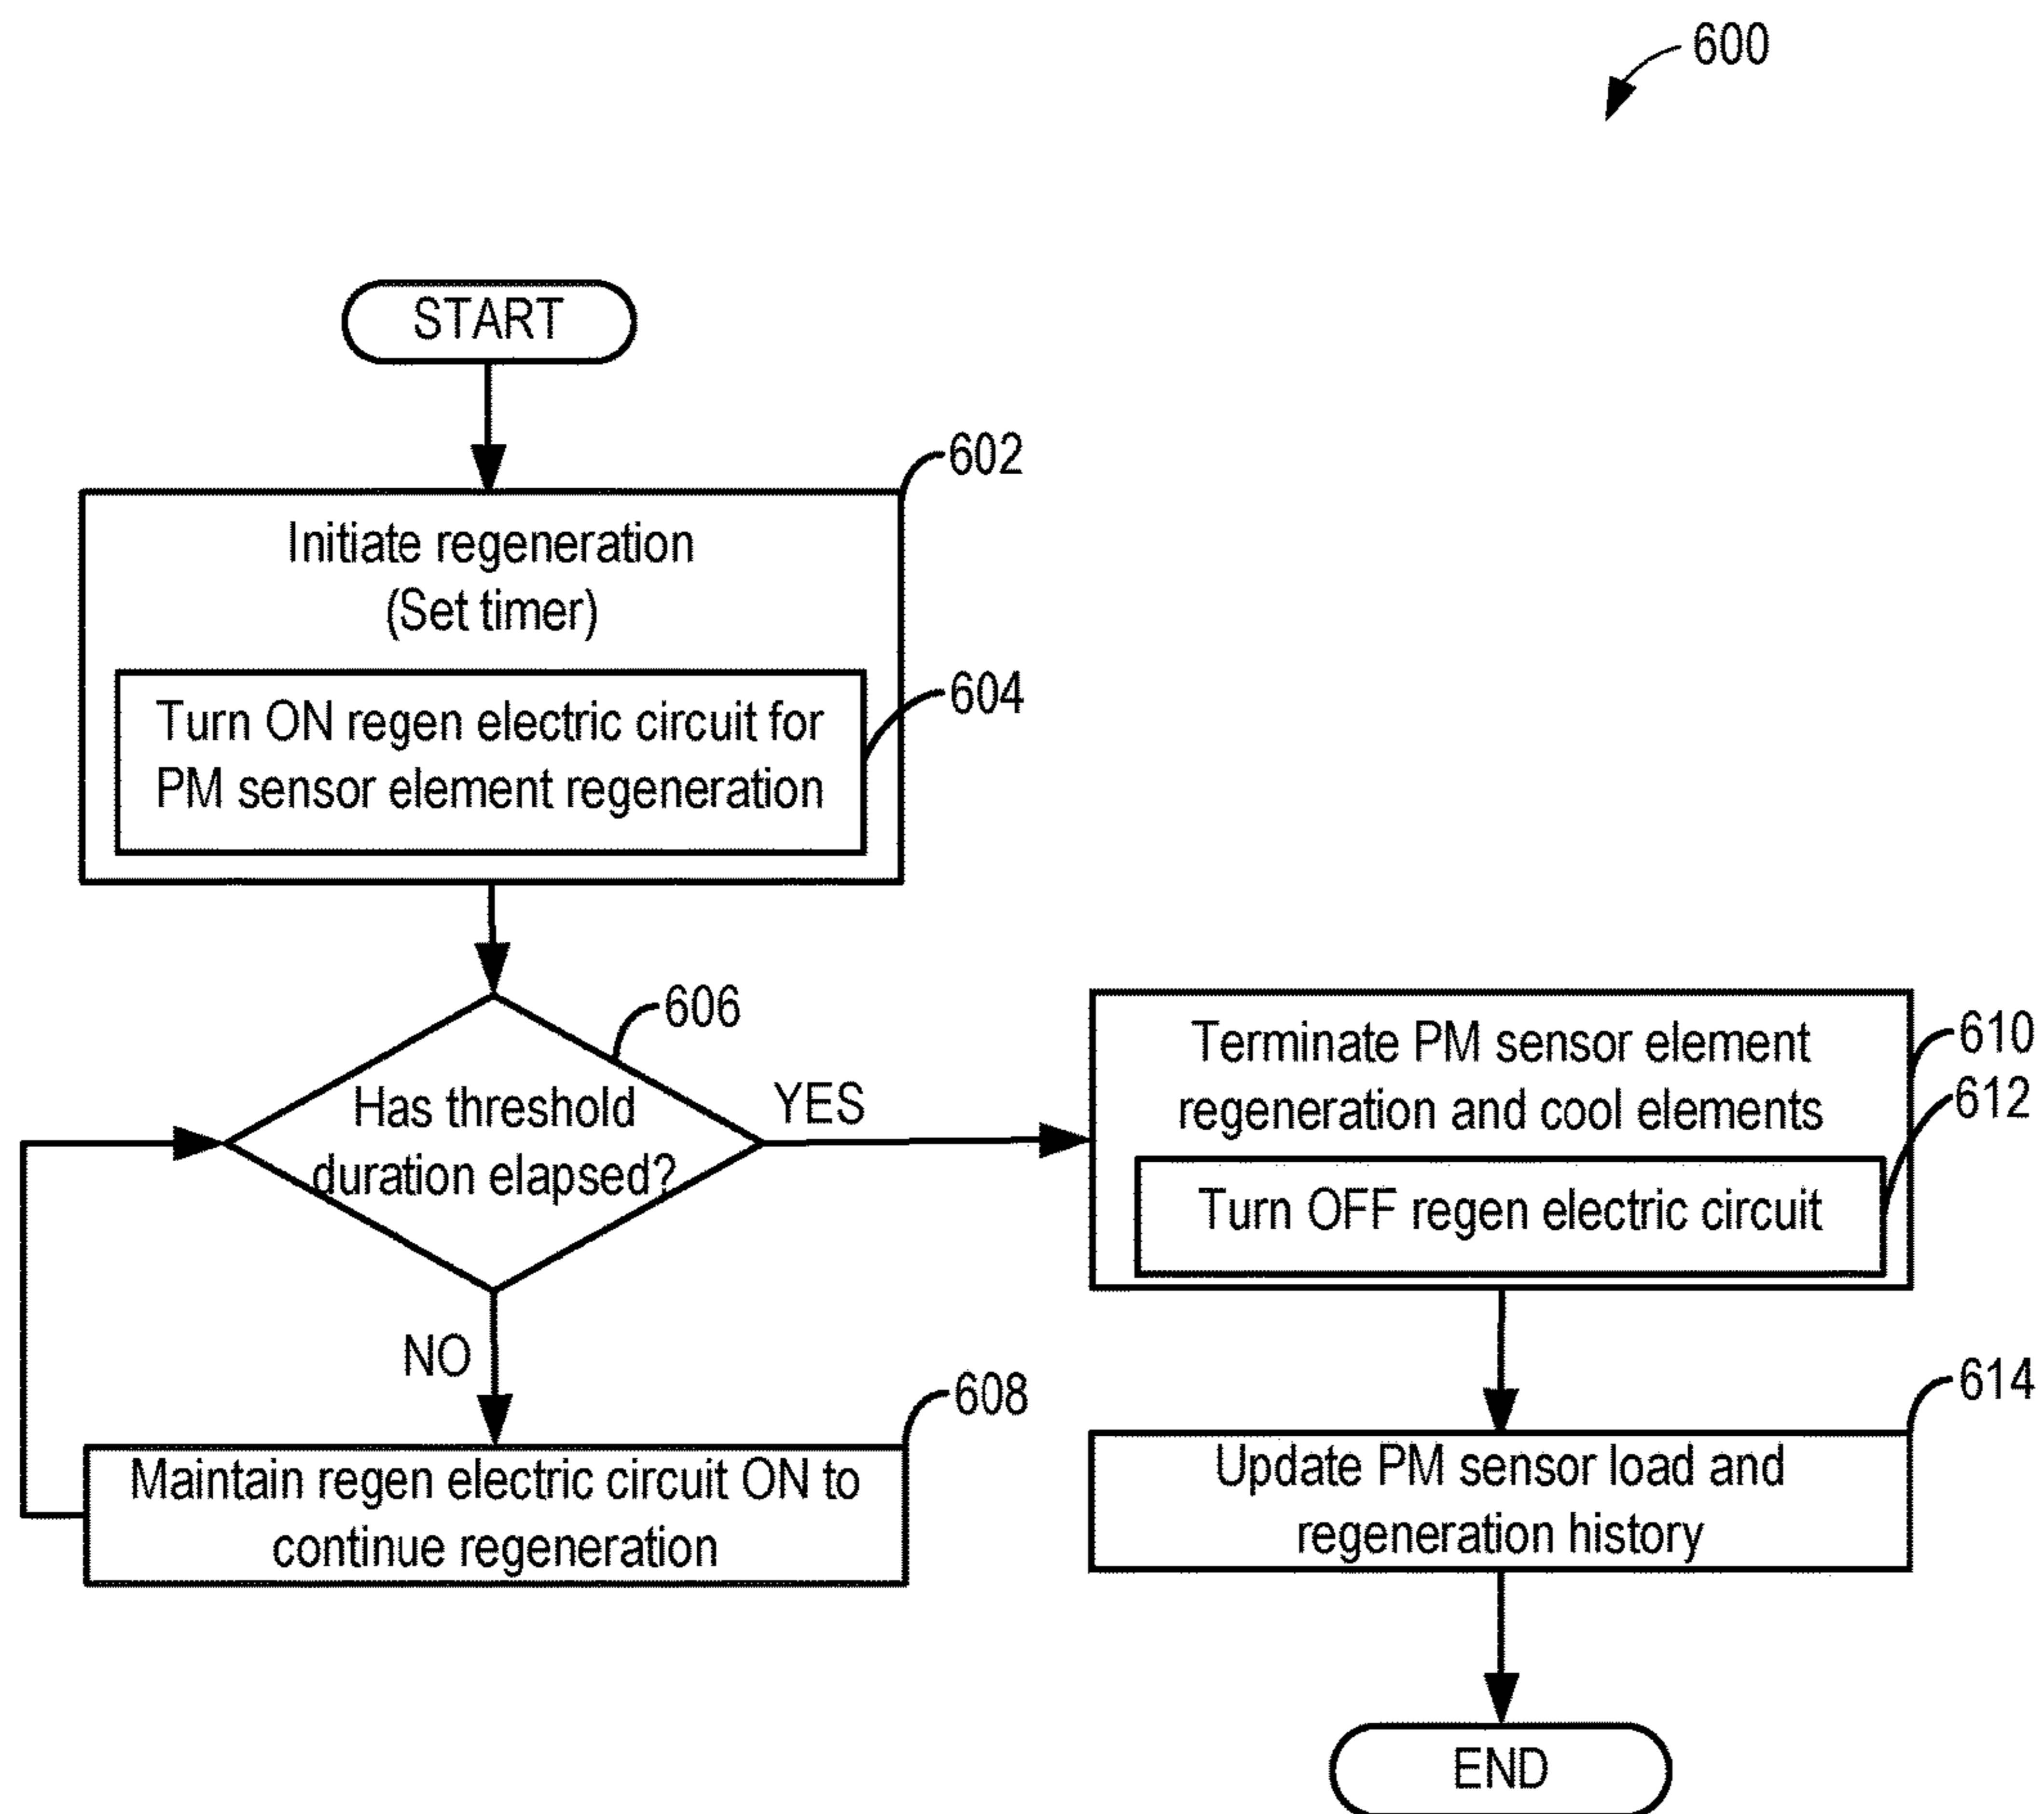 600
START
602
Initiate regeneration
(Set timer)
604
Turn ON regen electric circuit for
PM sensor element regeneration
606
Has threshold
duration elapsed?
YES
NO
608
Maintain regen electric circuit ON to
continue regeneration
610
Terminate PM sensor element
regeneration and cool elements
612
Turn OFF regen electric circuit
614
Update PM sensor load and
regeneration history
END